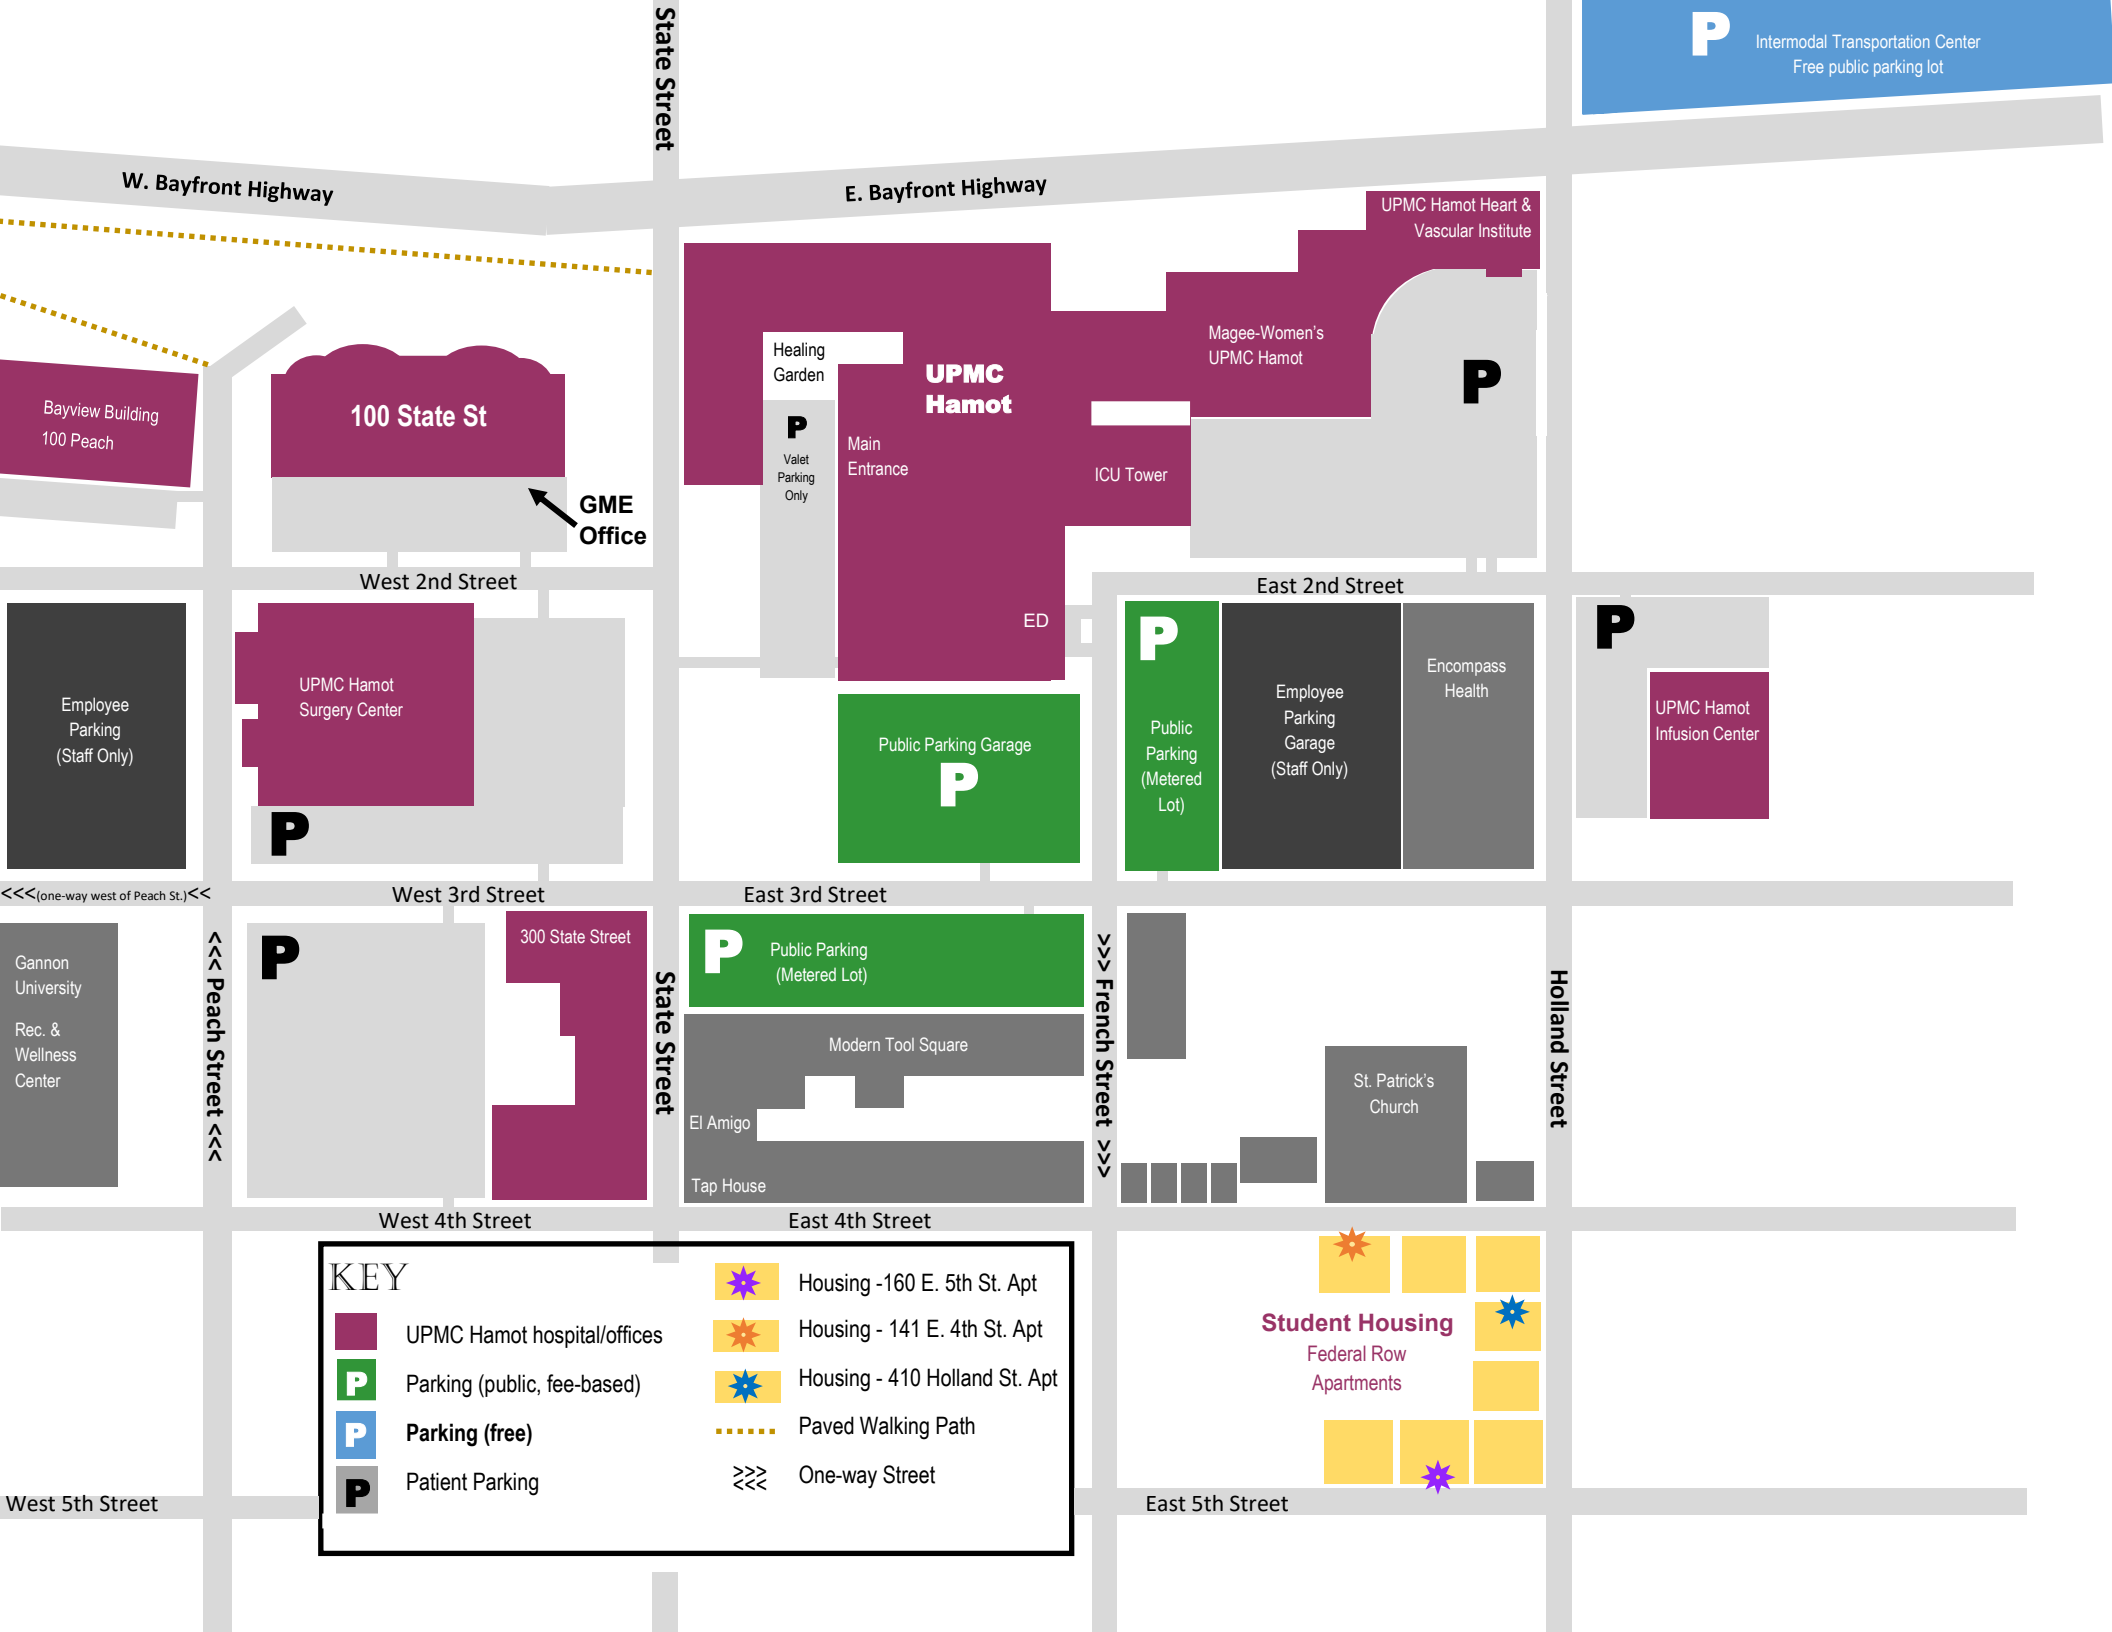 State Street
P
Intermodal Transportation Center
Free public parking lot
W. Bayfront Highway
E. Bayfront Highway
UPMC Hamot Heart &
Vascular Institute
Healing
Garden
UPMC
Hamot
Magee-Women's
UPMC Hamot
P
Bayview Building
100 Peach
100 State St
P
Valet
Parking
Only
Main
Entrance
ICU Tower
GME
Office
West 2nd Street
East 2nd Street
ED
Employee
Parking
(Staff Only)
UPMC Hamot
Surgery Center
P
Public Parking Garage
P
P
Public
Parking
(Metered
Lot)
Employee
Parking
Garage
(Staff Only)
Encompass
Health
P
UPMC Hamot
Infusion Center
<<<(one-way west of Peach St.)<<
West 3rd Street
East 3rd Street
Gannon
University
Rec. &
Wellness
Center
<<< Peach Street <<<
P
300 State Street
State Street
P
Public Parking
(Metered Lot)
Modern Tool Square
El Amigo
Tap House
>>> French Street >>>
St. Patrick's
Church
Holland Street
West 4th Street
East 4th Street
KEY
UPMC Hamot hospital/offices
P
Parking (public, fee-based)
P
Parking (free)
P
Patient Parking
Housing -160 E. 5th St. Apt
Housing - 141 E. 4th St. Apt
Housing - 410 Holland St. Apt
Paved Walking Path
>>>
<<<
One-way Street
Student Housing
Federal Row
Apartments
West 5th Street
East 5th Street